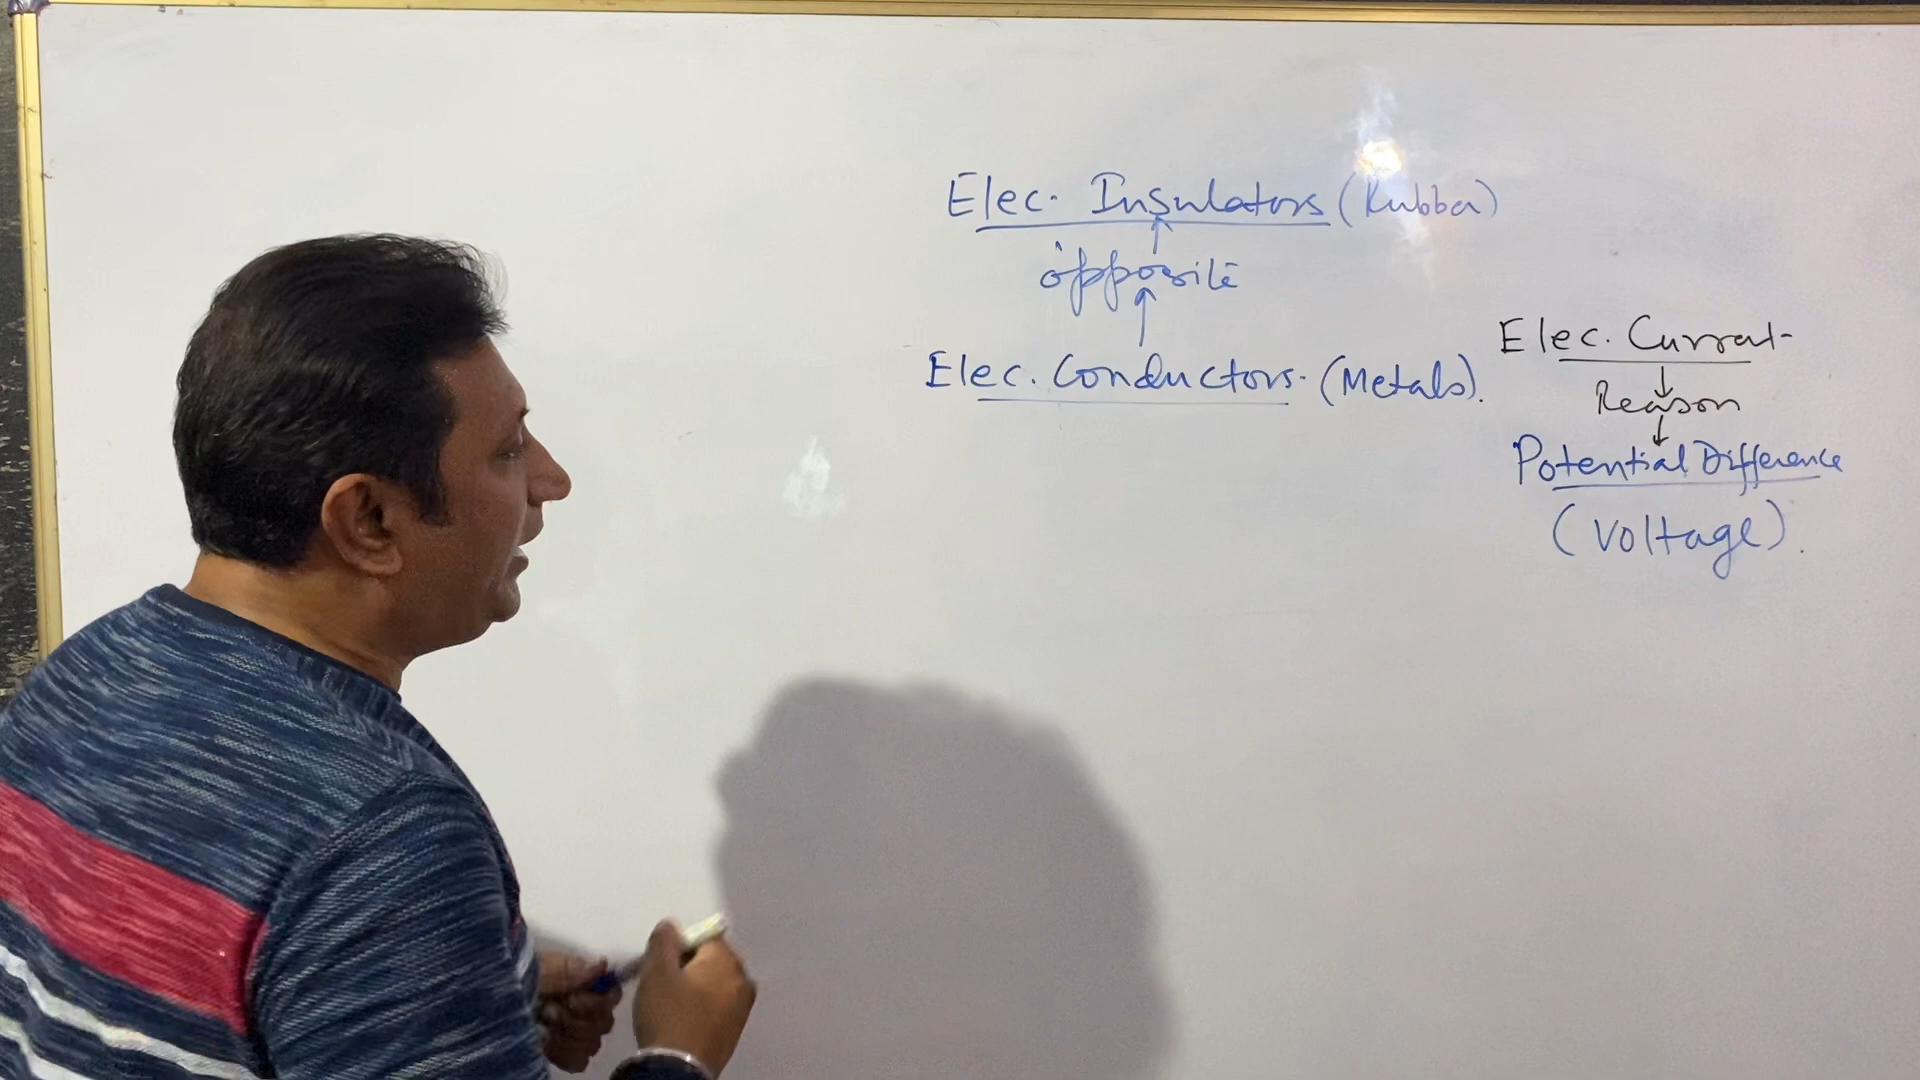 Elec. Insulators (Rubber)
opposite
Elec. Conductors. (Metals).
Elec. Current
Reason
Potential Difference
(Voltage).